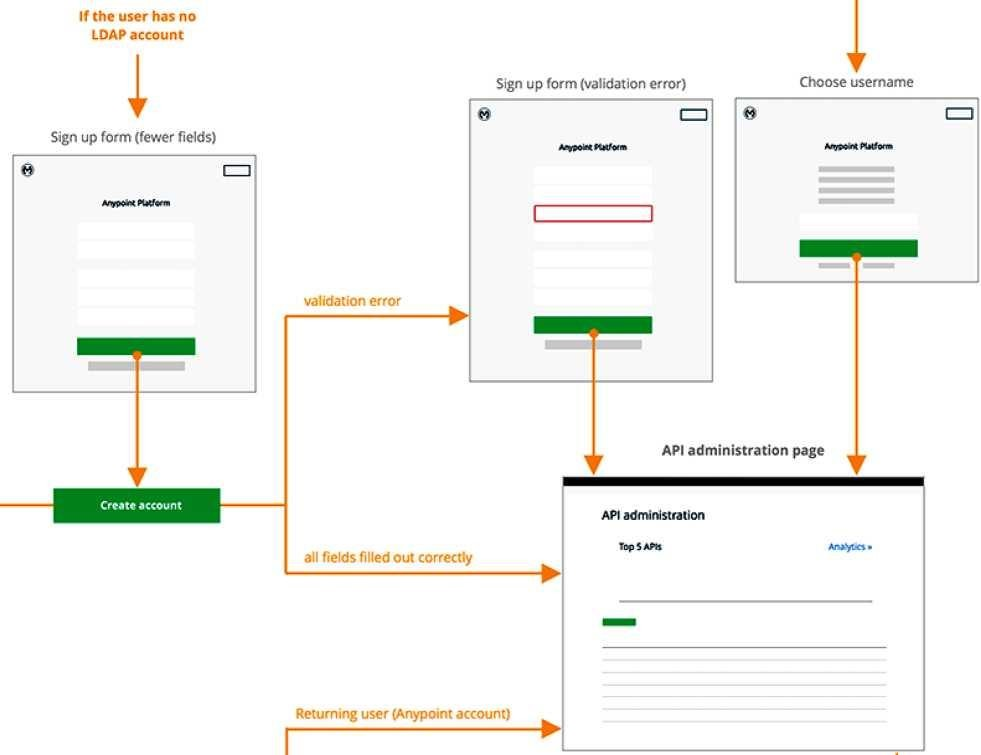 If the user has no
LDAP account
Sign up form (fewer fields)
Anypoint Platform
Sign up form (validation error)
Anypoint Platform
Choose username
Anypoint Platform
validation error
Create account
all fields filled out correctly
API administration page
API administration
Top 5 APIs
Analytics »
Returning user (Anypoint account)